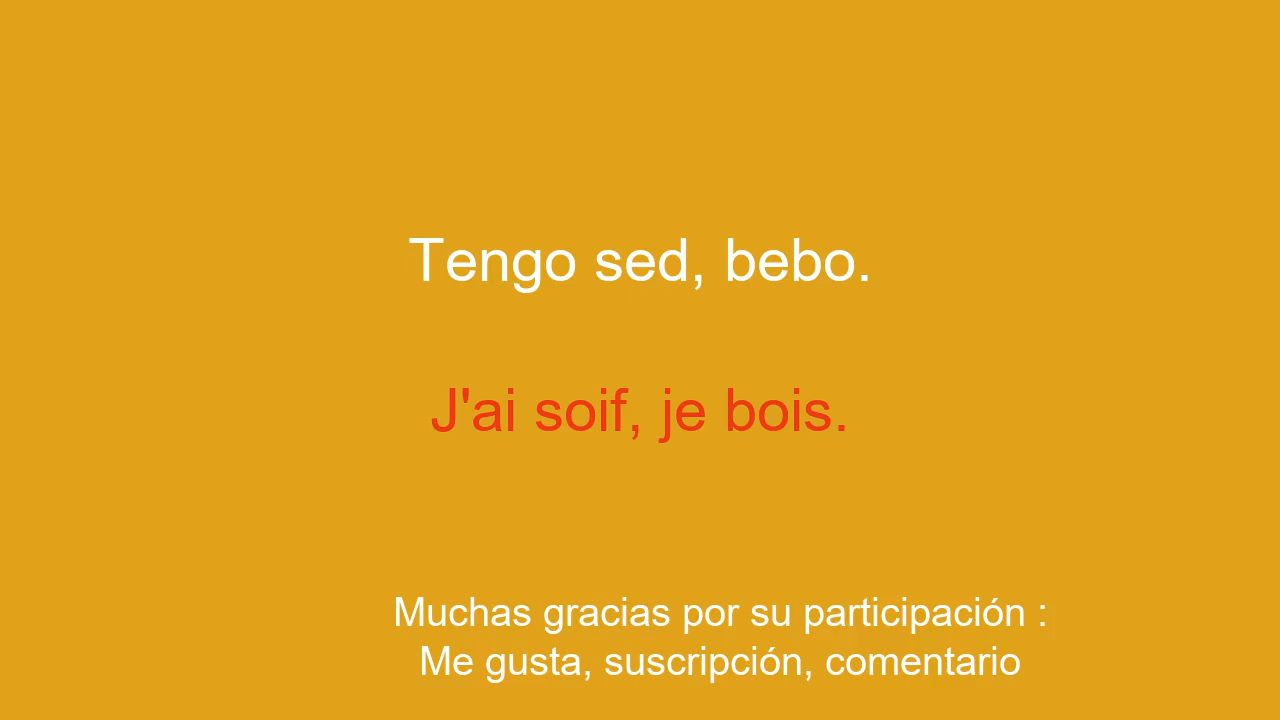 Tengo sed, bebo.
J'ai soif, je bois.
Muchas gracias por su participación :
Me gusta, suscripción, comentario